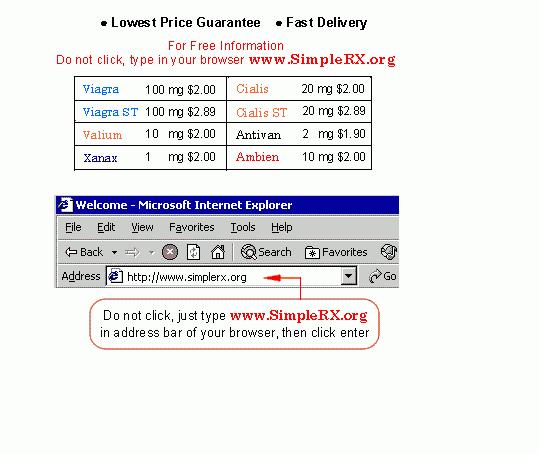 ● Lowest Price Guarantee ● Fast Delivery
For Free Information
Do not click, type in your browser www.SimpleRX.org
Viagra 100 mg $2.00 Cialis 20 mg $2.00
Viagra ST 100 mg $2.89 Cialis ST 20 mg $2.89
Valium 10 mg $2.00 Antivan 2 mg $1.90
Xanax 1 mg $2.00 Ambien 10 mg $2.00
Welcome - Microsoft Internet Explorer
File Edit View Favorites Tools Help
Back Search Favorites
Address http://www.simplerx.org Go
Do not click, just type www.SimpleRX.org
in address bar of your browser, then click enter